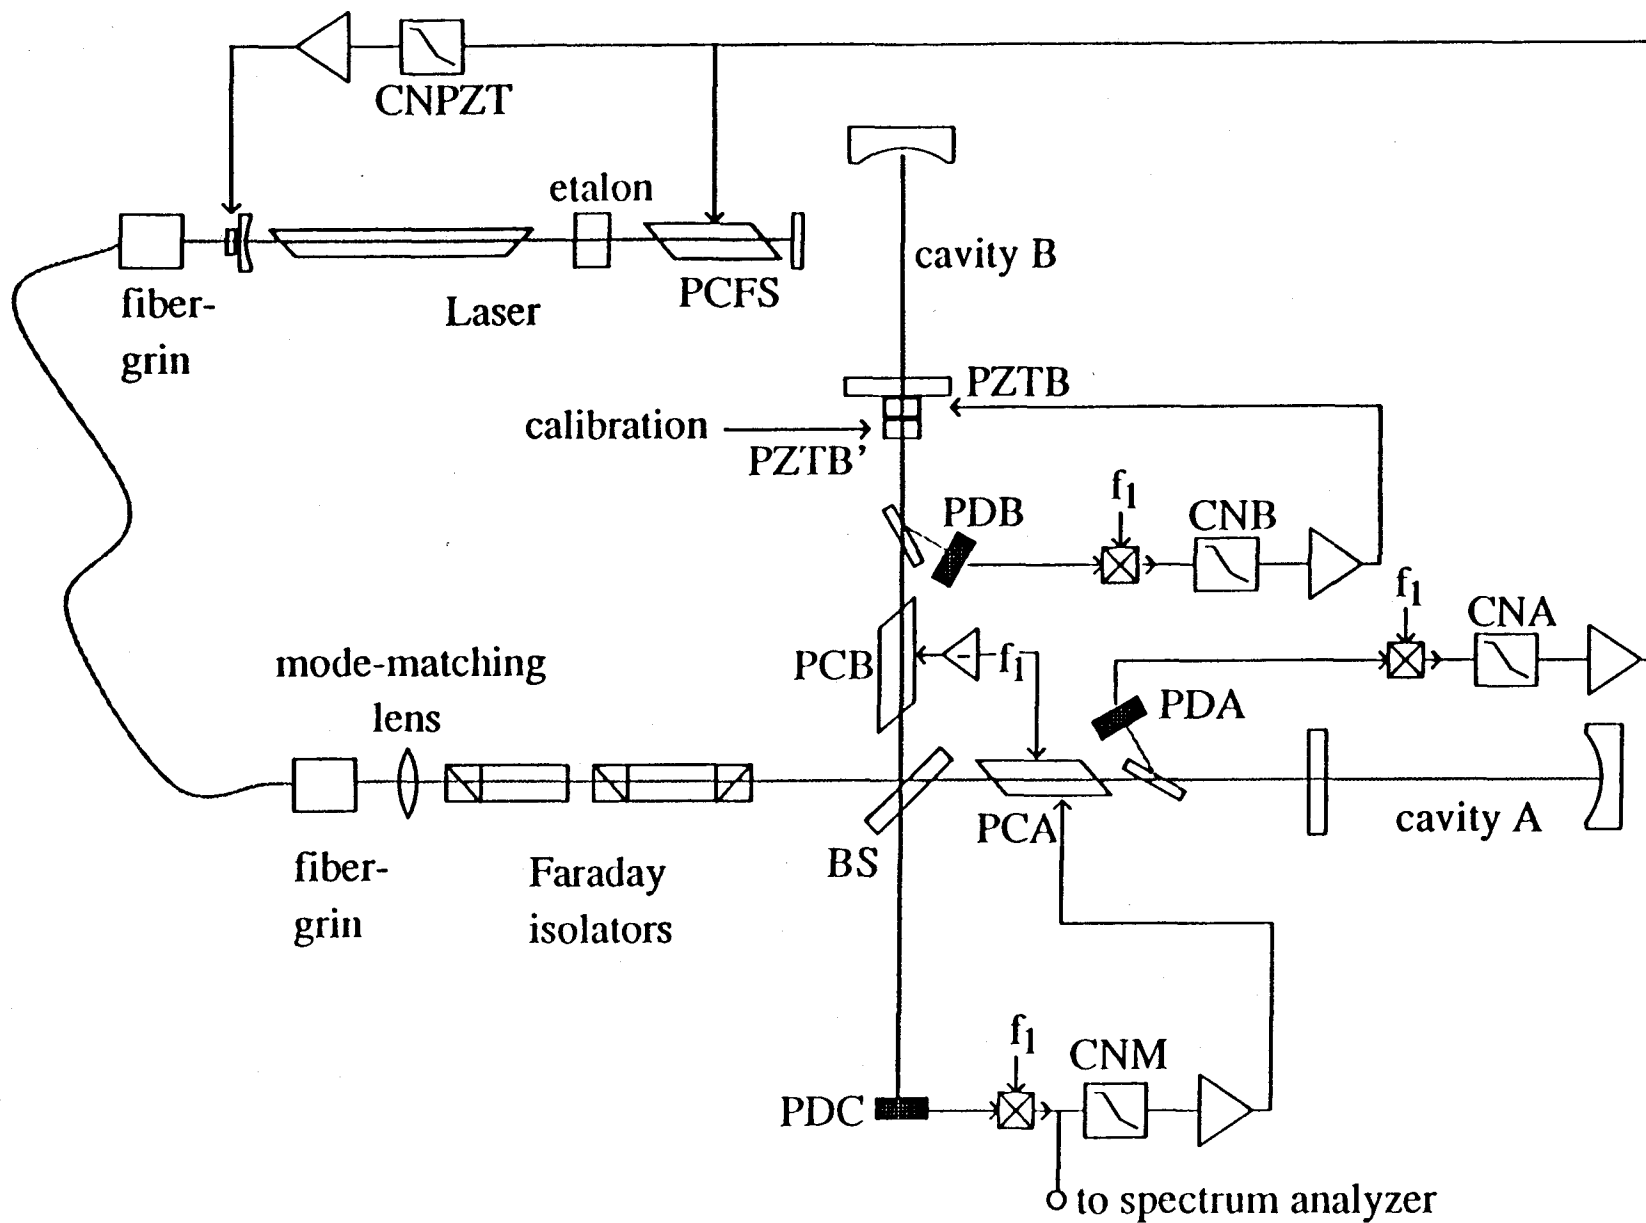 CNPZT
etalon
cavity B
PCFS
fiber-
grin
Laser
PZTB
calibration
PZTB'
f1
PDB
CNB
f1
CNA
mode-matching
lens
PCB
f1
PDA
PCA
cavity A
BS
fiber-
grin
Faraday
isolators
f1
CNM
PDC
to spectrum analyzer